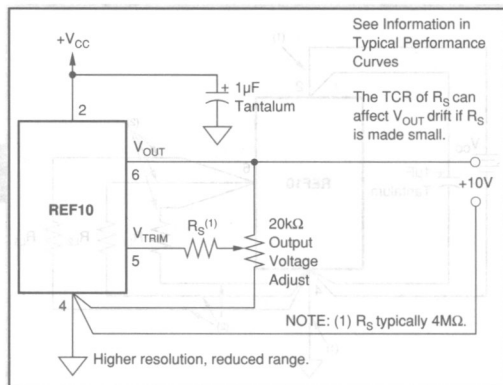 +VCC
See Information in
Typical Performance
Curves
+ 1µF
Tantalum
The TCR of RS can
affect VOUT drift if RS
is made small.
2
VOUT
6
+10V
REF10
VTRIM
5
RS(1)
20kΩ
Output
Voltage
Adjust
4
NOTE: (1) RS typically 4MΩ.
Higher resolution, reduced range.